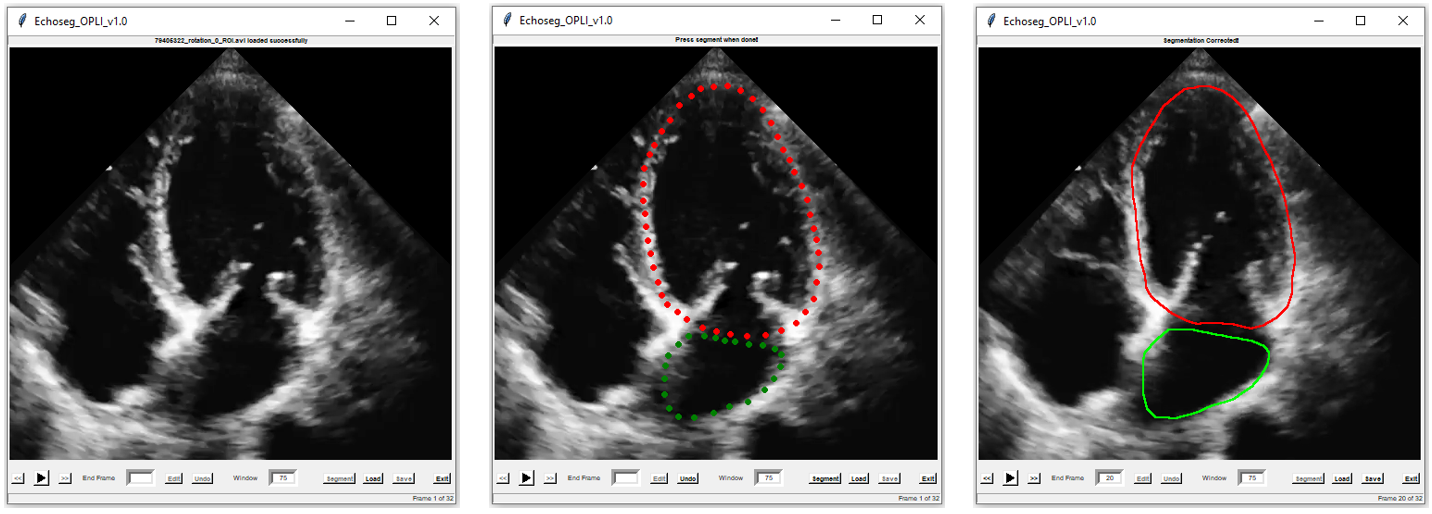 Echoseg_OPLI_v1.0
79405322_rotation_0_ROI.avi loaded successfully
<< >> End Frame Edit Undo Window 75 Segment Load Save Exit
Frame 1 of 32
Echoseg_OPLI_v1.0
Press segment when done!
<< >> End Frame Edit Undo Window 75 Segment Load Save Exit
Frame 1 of 32
Echoseg_OPLI_v1.0
Segmentation Corrected!
<< >> End Frame 20 Edit Undo Window 75 Segment Load Save Exit
Frame 20 of 32